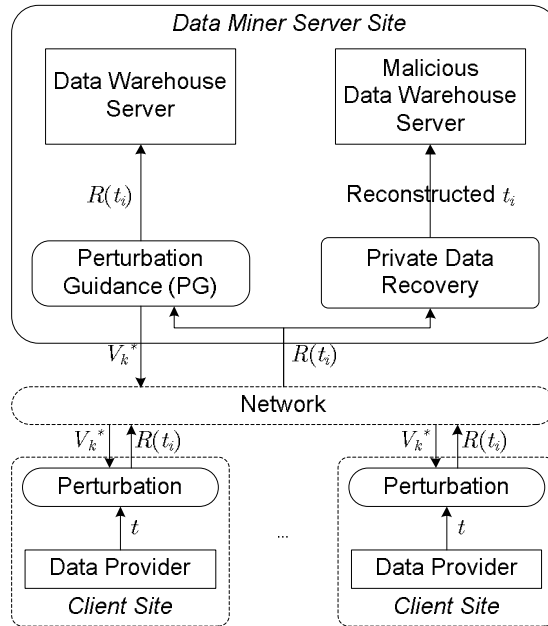 Data Miner Server Site
Data Warehouse
Server
Malicious
Data Warehouse
Server
R(t_i)
Reconstructed t_i
Perturbation
Guidance (PG)
Private Data
Recovery
V_k*
R(t_i)
Network
V_k*
R(t_i)
V_k*
R(t_i)
Perturbation
Perturbation
t
t
...
Data Provider
Data Provider
Client Site
Client Site